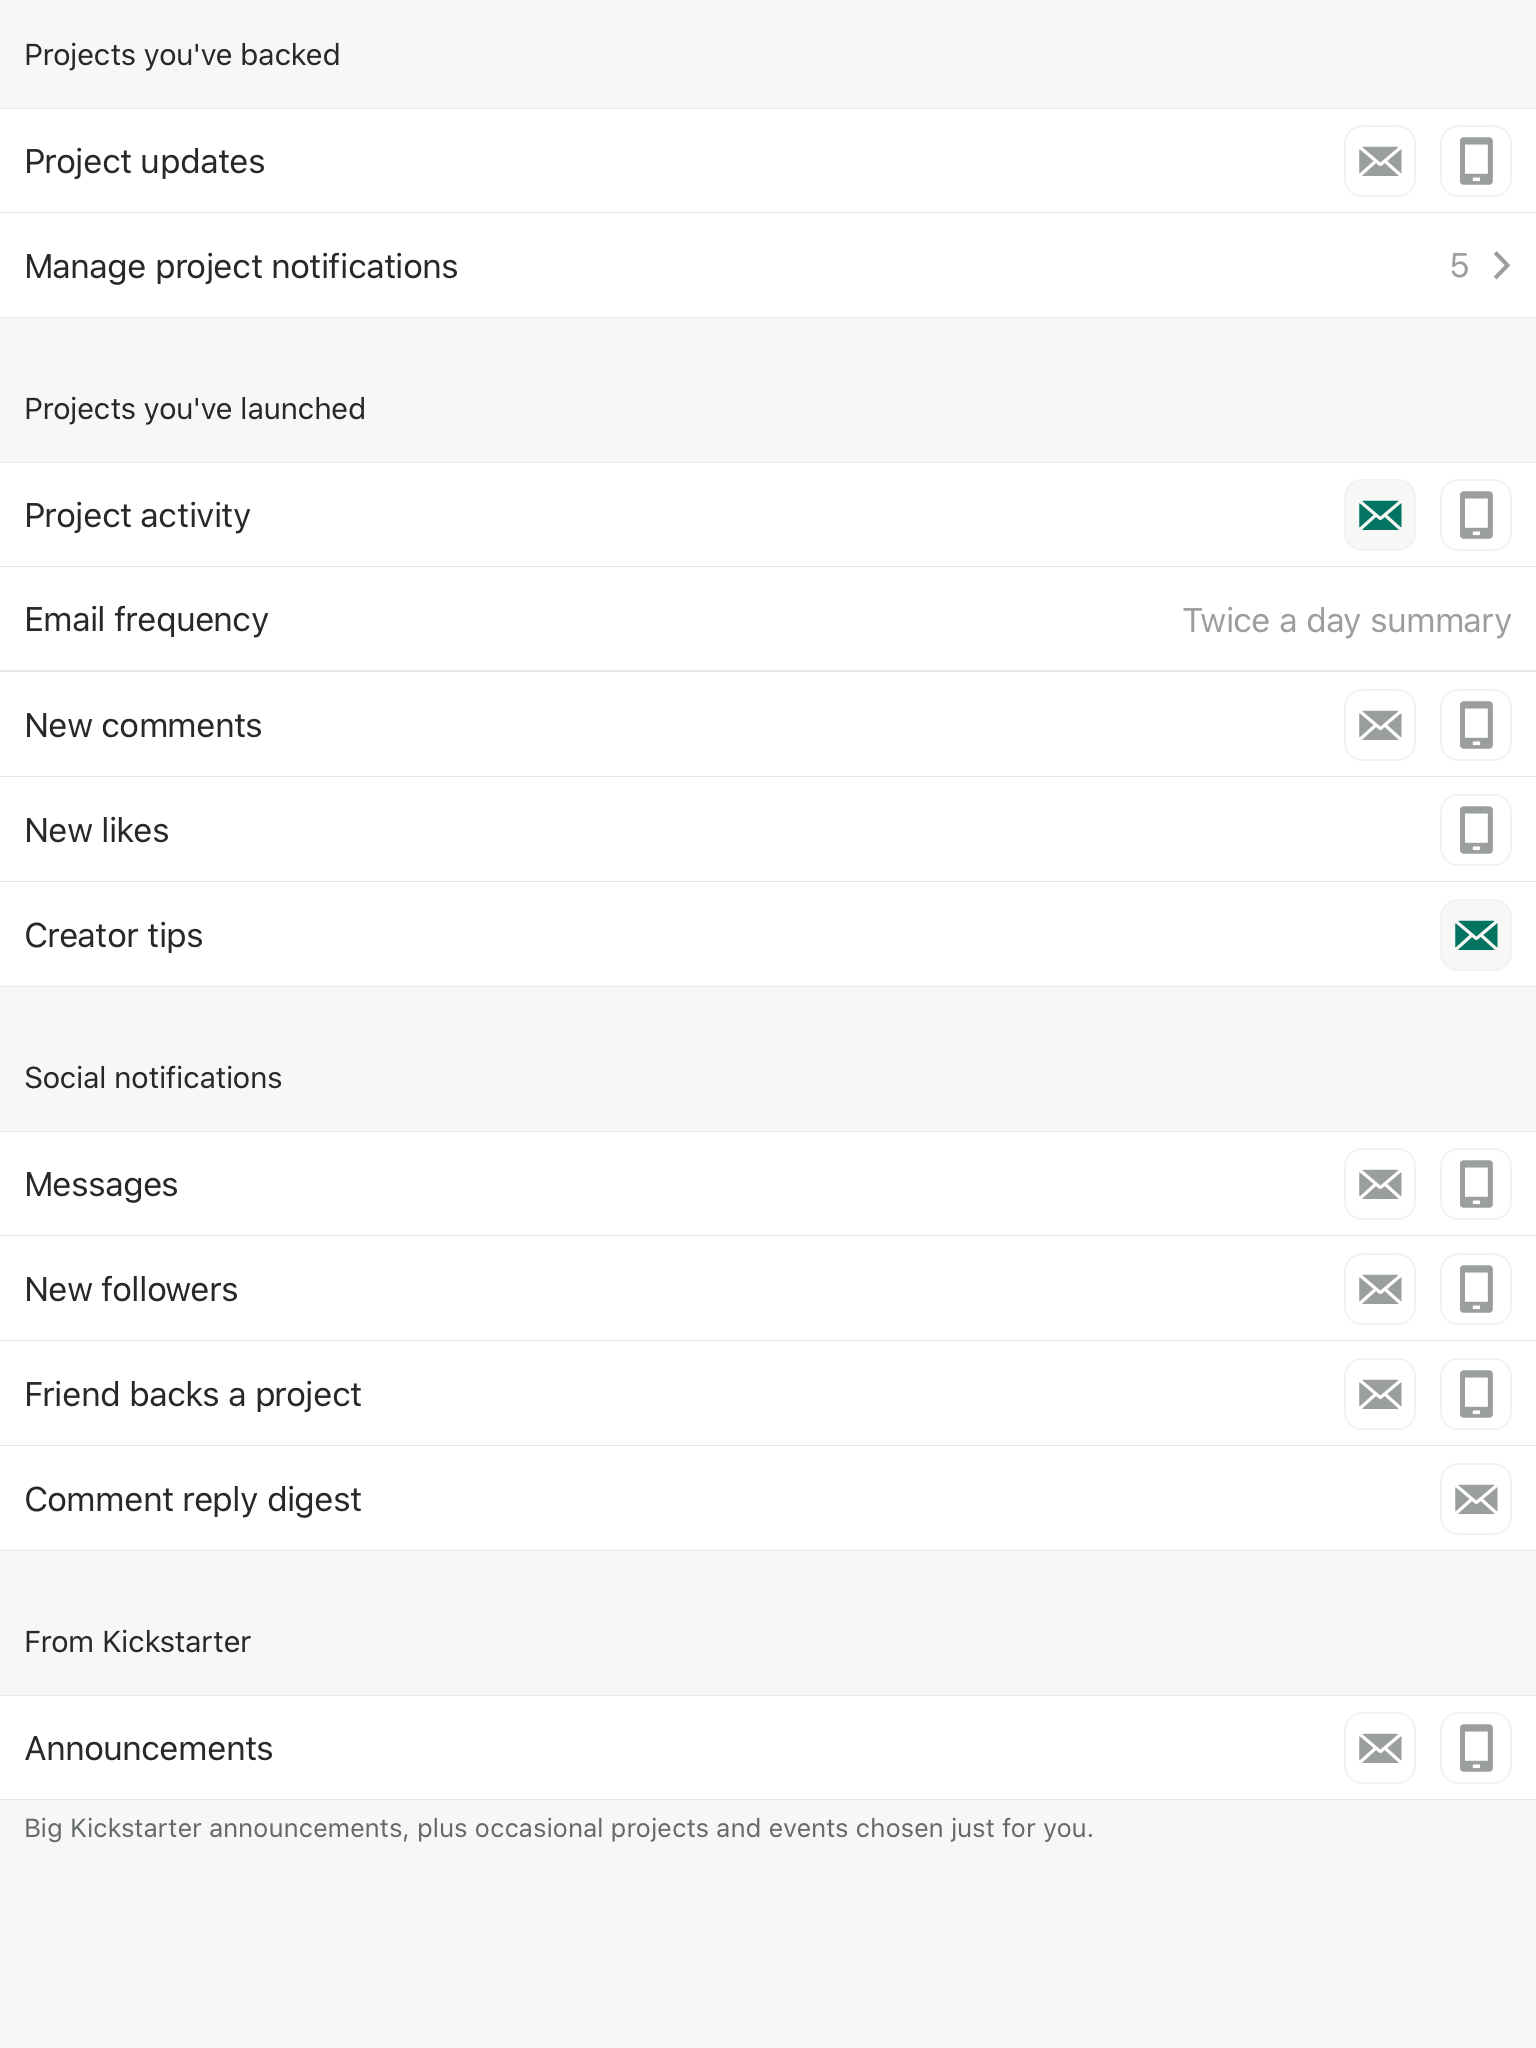 Projects you've backed
Project updates
Manage project notifications 5
Projects you've launched
Project activity
Email frequency Twice a day summary
New comments
New likes
Creator tips
Social notifications
Messages
New followers
Friend backs a project
Comment reply digest
From Kickstarter
Announcements
Big Kickstarter announcements, plus occasional projects and events chosen just for you.